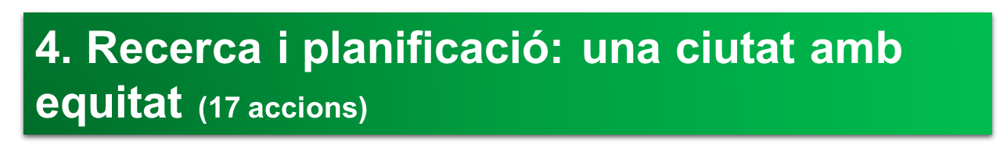 4. Recerca i planificació: una ciutat amb
equitat (17 accions)